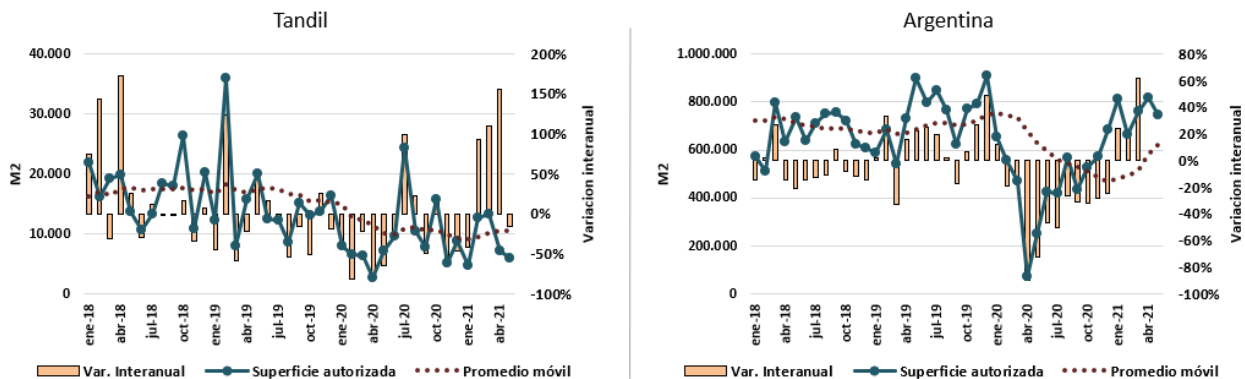 Tandil
40.000
30.000
20.000
10.000
0
M2
200%
150%
100%
50%
0%
-50%
-100%
Variacion interanual
ene-18
abr-18
jul-18
oct-18
ene-19
abr-19
jul-19
oct-19
ene-20
abr-20
jul-20
oct-20
ene-21
abr-21
Var. Interanual
Superficie autorizada
Promedio móvil
Argentina
1.000.000
800.000
600.000
400.000
200.000
0
M2
80%
60%
40%
20%
0%
-20%
-40%
-60%
-80%
-100%
Variacion interanual
ene-18
abr-18
jul-18
oct-18
ene-19
abr-19
jul-19
oct-19
ene-20
abr-20
jul-20
oct-20
ene-21
abr-21
Var. Interanual
Superficie autorizada
Promedio móvil